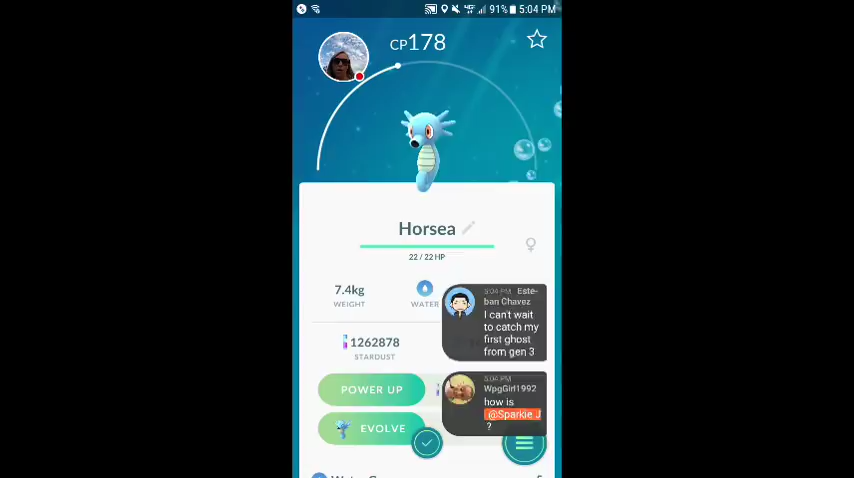 91% 5:04 PM
CP178
Horsea
22 / 22 HP
7.4kg
WEIGHT
WATER
1262878
STARDUST
POWER UP
EVOLVE
5:04 PM Este-
ban Chavez
I can't wait
to catch my
first ghost
from gen 3
5:04 PM
WpgGirl1992
how is
@Sparkie.J
?